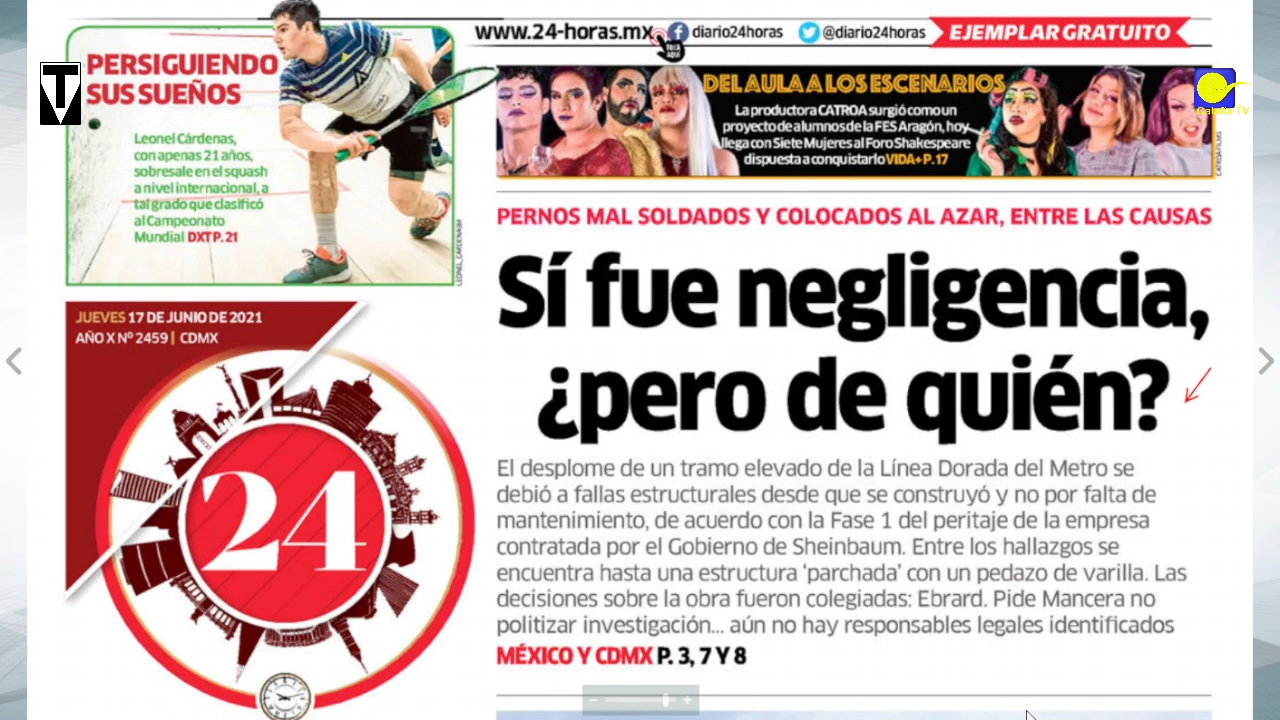 www.24-horas.mx
diario24horas
@diario24horas
EJEMPLAR GRATUITO
TOCA
AQUÍ
PERSIGUIENDO
SUS SUEÑOS
Leonel Cárdenas,
con apenas 21 años,
sobresale en el squash
a nivel internacional, a
tal grado que clasificó
al Campeonato
Mundial DXT P. 21
LEONEL_CARDENASM
T
DEL AULA A LOS ESCENARIOS
La productora CATROA surgió como un
proyecto de alumnos de la FES Aragón, hoy
llega con Siete Mujeres al Foro Shakespeare
dispuesta a conquistarlo VIDA+ P. 17
CATROA FILMS
Galaxia TV
JUEVES 17 DE JUNIO DE 2021
AÑO X Nº 2459 | CDMX
24
PERNOS MAL SOLDADOS Y COLOCADOS AL AZAR, ENTRE LAS CAUSAS
Sí fue negligencia,
¿pero de quién?
El desplome de un tramo elevado de la Línea Dorada del Metro se
debió a fallas estructurales desde que se construyó y no por falta de
mantenimiento, de acuerdo con la Fase 1 del peritaje de la empresa
contratada por el Gobierno de Sheinbaum. Entre los hallazgos se
encuentra hasta una estructura ‘parchada’ con un pedazo de varilla. Las
decisiones sobre la obra fueron colegiadas: Ebrard. Pide Mancera no
politizar investigación... aún no hay responsables legales identificados
MÉXICO Y CDMX P. 3, 7 Y 8